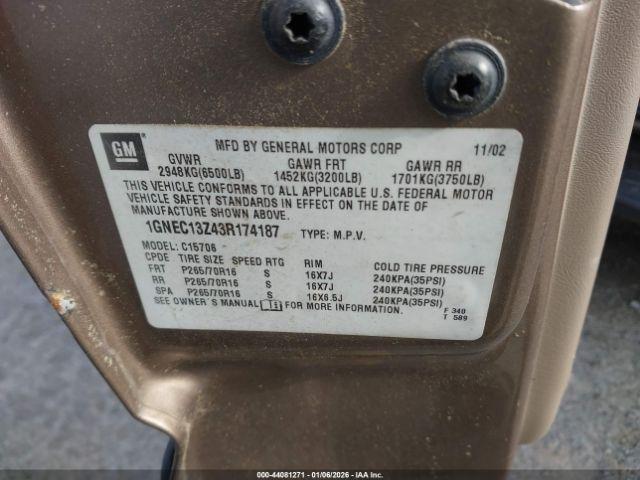 GM
MFD BY GENERAL MOTORS CORP 11/02
GVWR GAWR FRT GAWR RR
2948KG(6500LB) 1452KG(3200LB) 1701KG(3750LB)
THIS VEHICLE CONFORMS TO ALL APPLICABLE U.S. FEDERAL MOTOR
VEHICLE SAFETY STANDARDS IN EFFECT ON THE DATE OF
MANUFACTURE SHOWN ABOVE.
1GNEC13Z43R174187 TYPE: M.P.V.
MODEL: C15706
CPDE TIRE SIZE SPEED RTG RIM COLD TIRE PRESSURE
FRT P265/70R16 S 16X7J 240KPA(35PSI)
RR P265/70R16 S 16X7J 240KPA(35PSI)
SPA P265/70R16 S 16X6.5J 240KPA(35PSI)
SEE OWNER'S MANUAL FOR MORE INFORMATION.
F 340
T 589
000-44081271 - 01/06/2026 - IAAC